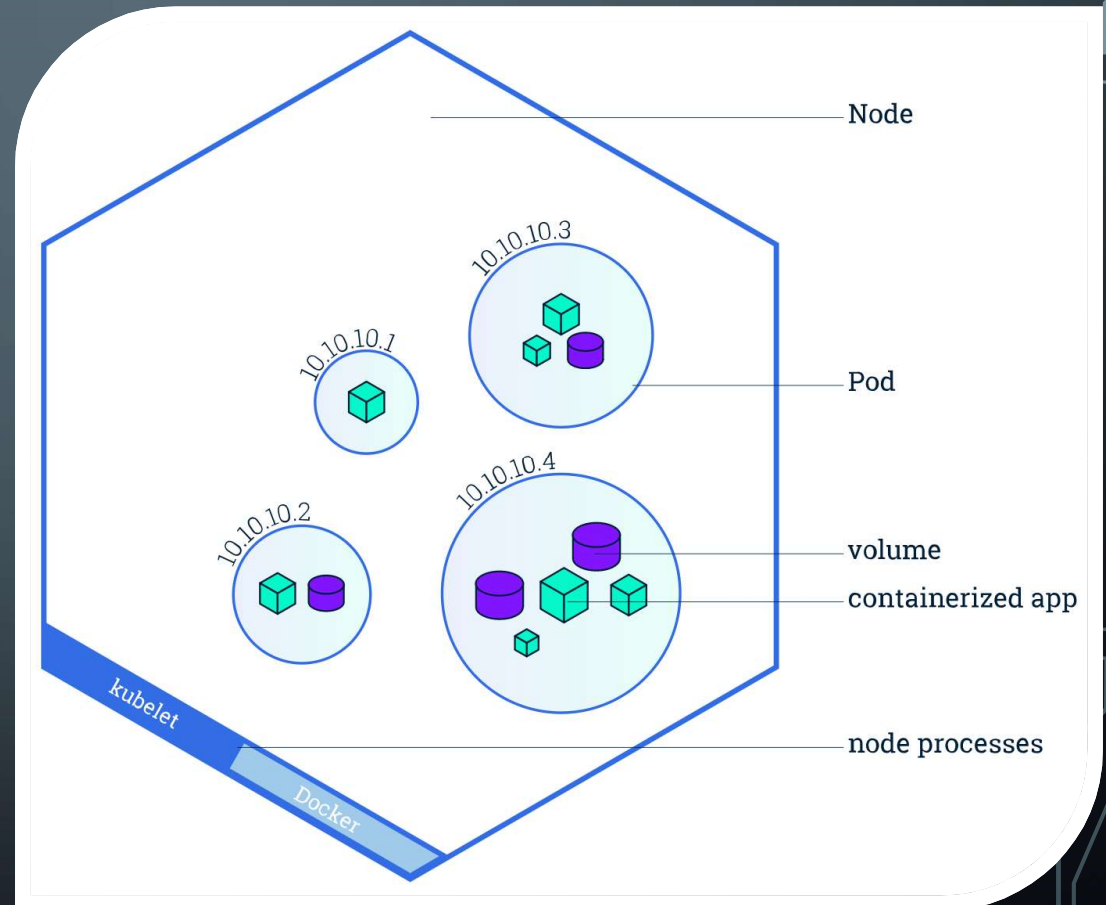 Node
10.10.10.3
10.10.10.1
Pod
10.10.10.4
10.10.10.2
volume
containerized app
kubelet
node processes
Docker